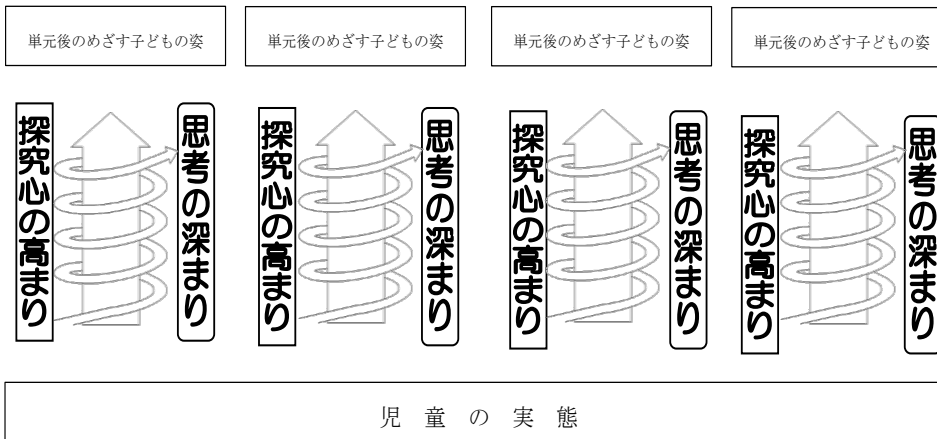 単元後のめざす子どもの姿
単元後のめざす子どもの姿
単元後のめざす子どもの姿
単元後のめざす子どもの姿
探究心の高まり
思考の深まり
探究心の高まり
思考の深まり
探究心の高まり
思考の深まり
探究心の高まり
思考の深まり
児童の実態